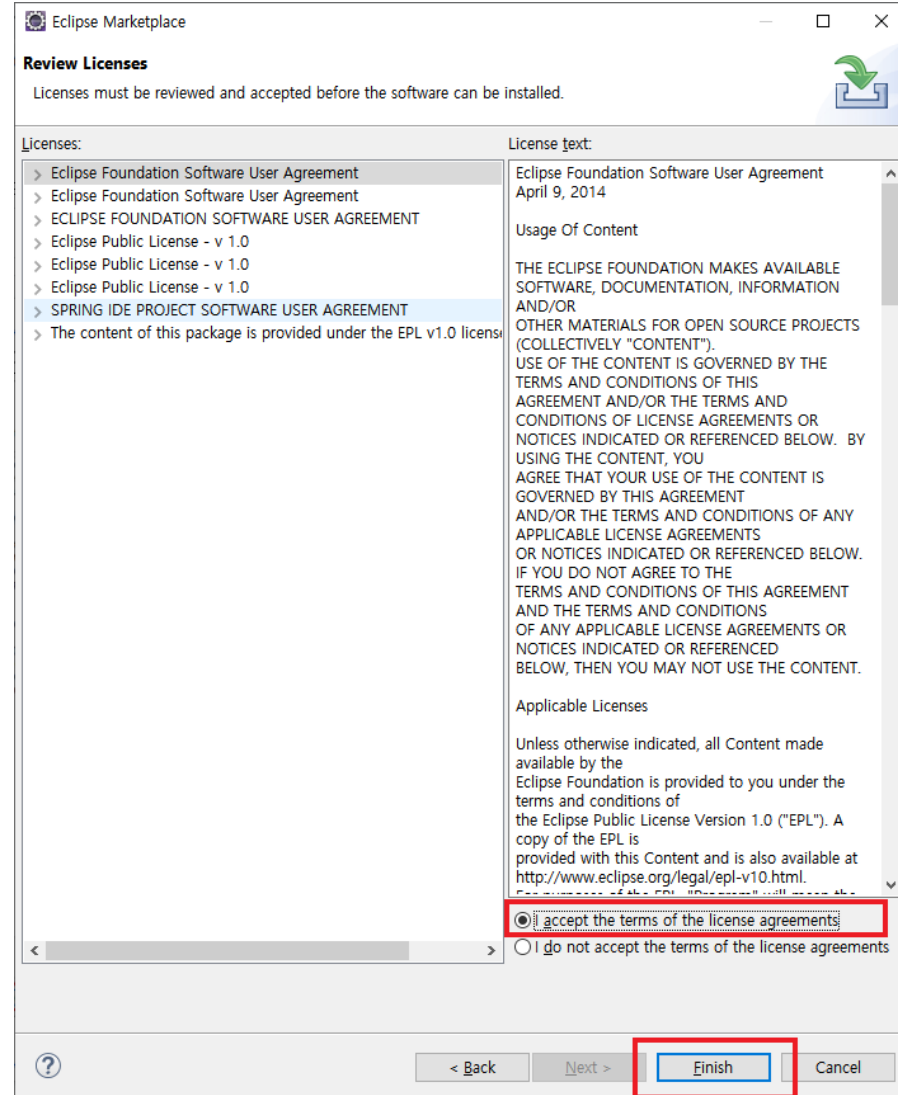 Eclipse Marketplace
Review Licenses
Licenses must be reviewed and accepted before the software can be installed.
Licenses:
Eclipse Foundation Software User Agreement
Eclipse Foundation Software User Agreement
ECLIPSE FOUNDATION SOFTWARE USER AGREEMENT
Eclipse Public License - v 1.0
Eclipse Public License - v 1.0
Eclipse Public License - v 1.0
SPRING IDE PROJECT SOFTWARE USER AGREEMENT
The content of this package is provided under the EPL v1.0 license
License text:
Eclipse Foundation Software User Agreement
April 9, 2014
Usage Of Content
THE ECLIPSE FOUNDATION MAKES AVAILABLE
SOFTWARE, DOCUMENTATION, INFORMATION
AND/OR
OTHER MATERIALS FOR OPEN SOURCE PROJECTS
(COLLECTIVELY "CONTENT").
USE OF THE CONTENT IS GOVERNED BY THE
TERMS AND CONDITIONS OF THIS
AGREEMENT AND/OR THE TERMS AND
CONDITIONS OF LICENSE AGREEMENTS OR
NOTICES INDICATED OR REFERENCED BELOW.  BY
USING THE CONTENT, YOU
AGREE THAT YOUR USE OF THE CONTENT IS
GOVERNED BY THIS AGREEMENT
AND/OR THE TERMS AND CONDITIONS OF ANY
APPLICABLE LICENSE AGREEMENTS
OR NOTICES INDICATED OR REFERENCED BELOW.
IF YOU DO NOT AGREE TO THE
TERMS AND CONDITIONS OF THIS AGREEMENT
AND THE TERMS AND CONDITIONS
OF ANY APPLICABLE LICENSE AGREEMENTS OR
NOTICES INDICATED OR REFERENCED
BELOW, THEN YOU MAY NOT USE THE CONTENT.
Applicable Licenses
Unless otherwise indicated, all Content made
available by the
Eclipse Foundation is provided to you under the
terms and conditions of
the Eclipse Public License Version 1.0 ("EPL"). A
copy of the EPL is
provided with this Content and is also available at
http://www.eclipse.org/legal/epl-v10.html.
For purposes of the EPL, "Program" will mean the
I accept the terms of the license agreements
I do not accept the terms of the license agreements
< Back
Next >
Finish
Cancel